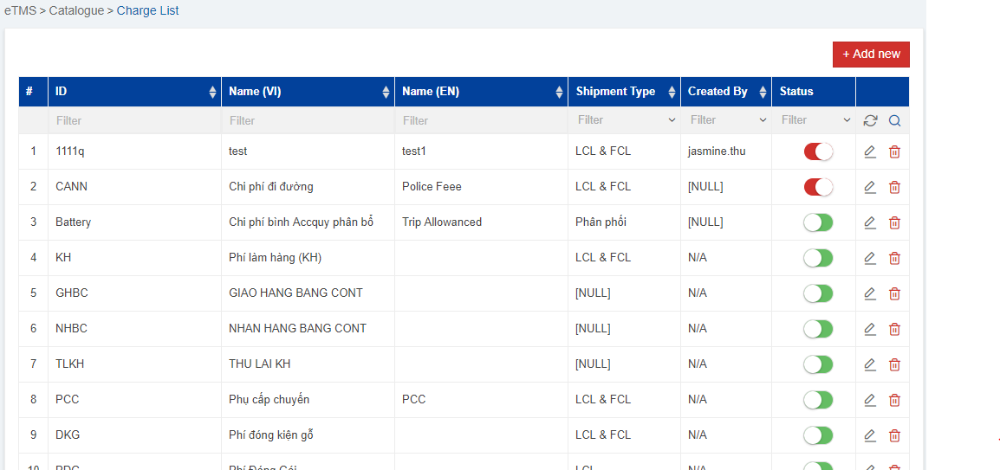 eTMS > Catalogue > Charge List
+ Add new
# ID Name (VI) Name (EN) Shipment Type Created By Status
Filter Filter Filter Filter Filter Filter
1 1111q test test1 LCL & FCL jasmine.thu
2 CANN Chi phí đi đường Police Feee LCL & FCL [NULL]
3 Battery Chi phí bình Accquy phân bổ Trip Allowanced Phân phối [NULL]
4 KH Phí làm hàng (KH) LCL & FCL N/A
5 GHBC GIAO HANG BANG CONT [NULL] N/A
6 NHBC NHAN HANG BANG CONT [NULL] N/A
7 TLKH THU LAI KH [NULL] N/A
8 PCC Phụ cấp chuyến PCC LCL & FCL N/A
9 DKG Phí đóng kiện gỗ LCL & FCL N/A
10 Phí Đóng Gói LCL N/A